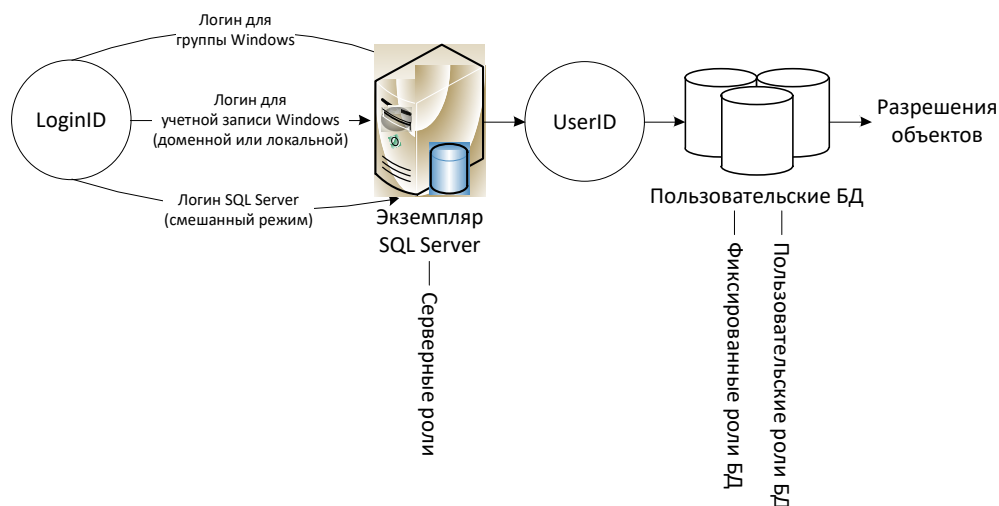 Логин для
группы Windows
LoginID
Логин для
учетной записи Windows
(доменной или локальной)
Логин SQL Server
(смешанный режим)
Экземпляр
SQL Server
Серверные роли
UserID
Пользовательские БД
Фиксированные роли БД
Пользовательские роли БД
Разрешения
объектов